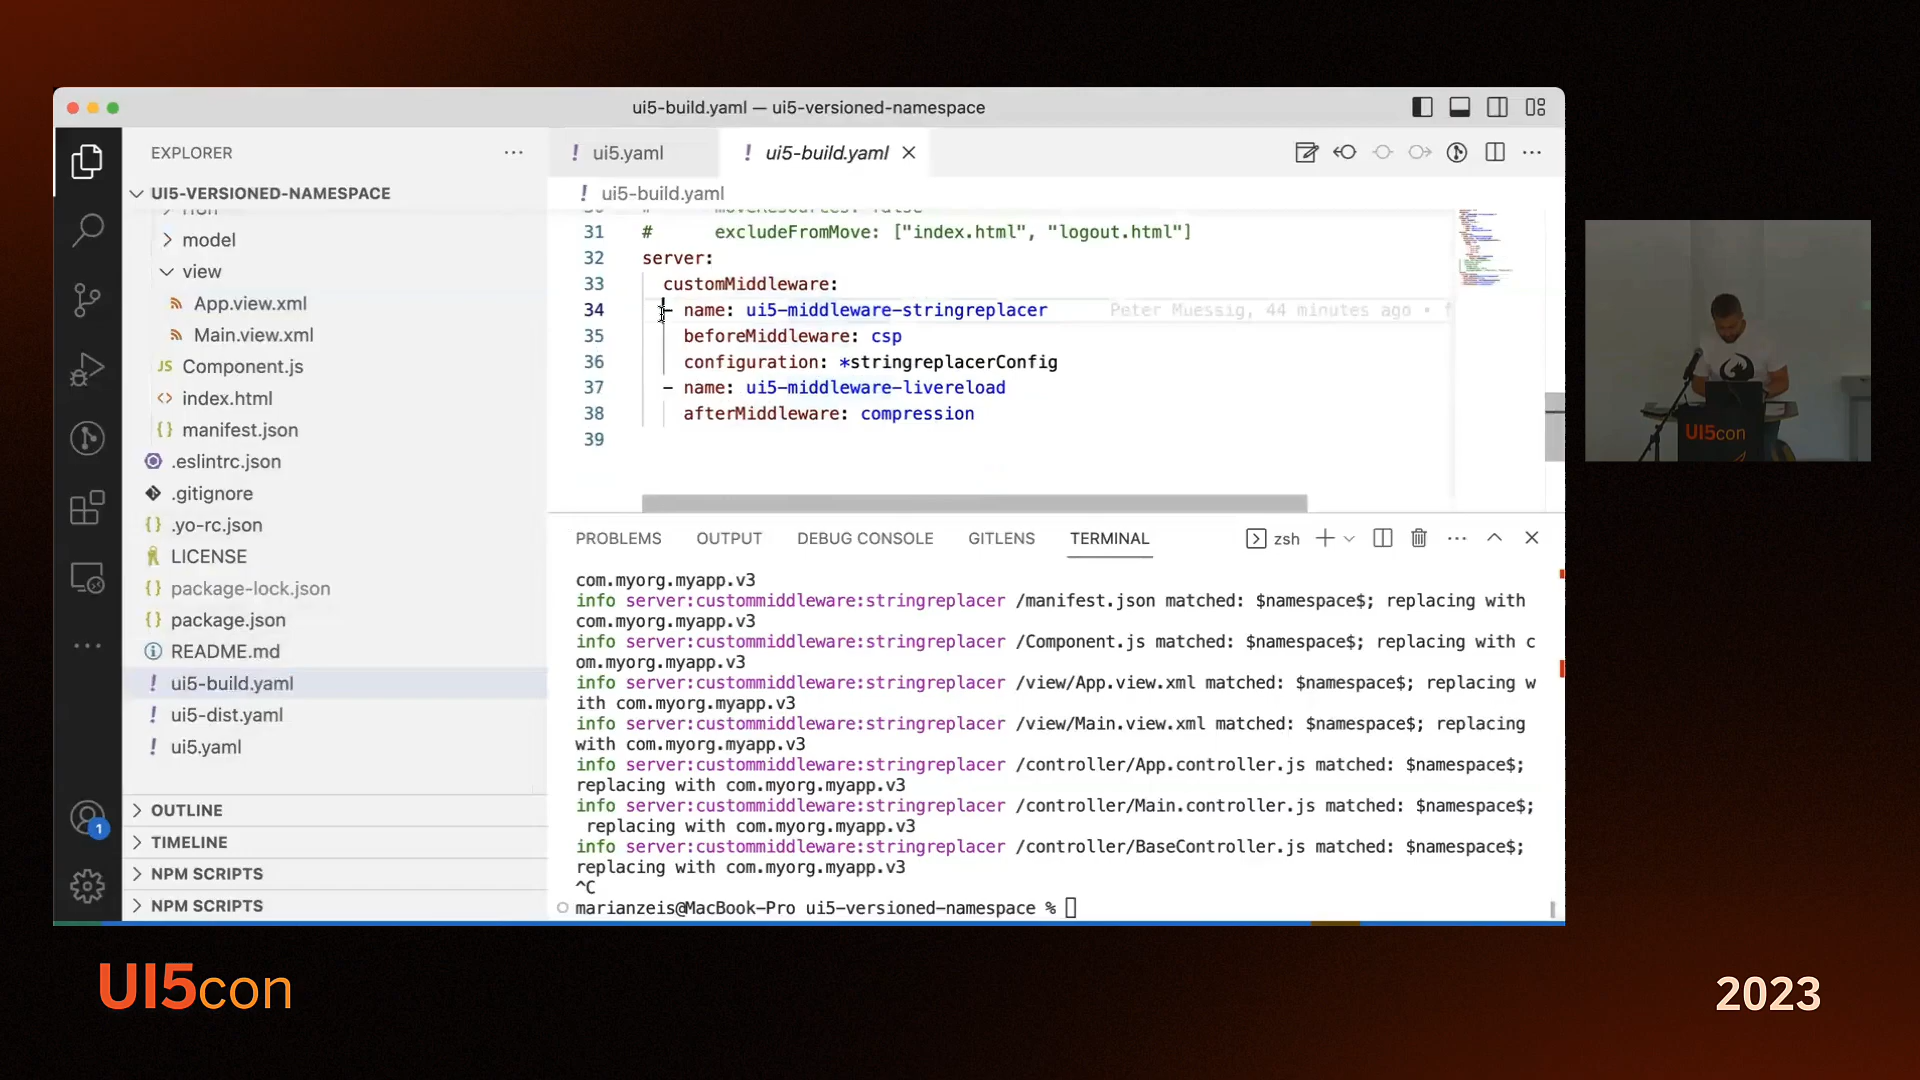 ui5-build.yaml — ui5-versioned-namespace
EXPLORER
UI5-VERSIONED-NAMESPACE
model
view
App.view.xml
Main.view.xml
JS Component.js
<> index.html
{} manifest.json
.eslintrc.json
.gitignore
{} .yo-rc.json
LICENSE
{} package-lock.json
{} package.json
README.md
! ui5-build.yaml
! ui5-dist.yaml
! ui5.yaml
OUTLINE
TIMELINE
NPM SCRIPTS
NPM SCRIPTS
1
! ui5.yaml
! ui5-build.yaml
! ui5-build.yaml
30 # moveResources: false
31 # excludeFromMove: ["index.html", "logout.html"]
32 server:
33 customMiddleware:
34 - name: ui5-middleware-stringreplacer Peter Muessig, 44 minutes ago •
35 beforeMiddleware: csp
36 configuration: *stringreplacerConfig
37 - name: ui5-middleware-livereload
38 afterMiddleware: compression
39
PROBLEMS OUTPUT DEBUG CONSOLE GITLENS TERMINAL zsh
com.myorg.myapp.v3
info server:custommiddleware:stringreplacer /manifest.json matched: $namespace$; replacing with
com.myorg.myapp.v3
info server:custommiddleware:stringreplacer /Component.js matched: $namespace$; replacing with c
om.myorg.myapp.v3
info server:custommiddleware:stringreplacer /view/App.view.xml matched: $namespace$; replacing w
ith com.myorg.myapp.v3
info server:custommiddleware:stringreplacer /view/Main.view.xml matched: $namespace$; replacing
with com.myorg.myapp.v3
info server:custommiddleware:stringreplacer /controller/App.controller.js matched: $namespace$;
replacing with com.myorg.myapp.v3
info server:custommiddleware:stringreplacer /controller/Main.controller.js matched: $namespace$;
replacing with com.myorg.myapp.v3
info server:custommiddleware:stringreplacer /controller/BaseController.js matched: $namespace$;
replacing with com.myorg.myapp.v3
^C
marianzeis@MacBook-Pro ui5-versioned-namespace %
UI5con
UI5con
2023